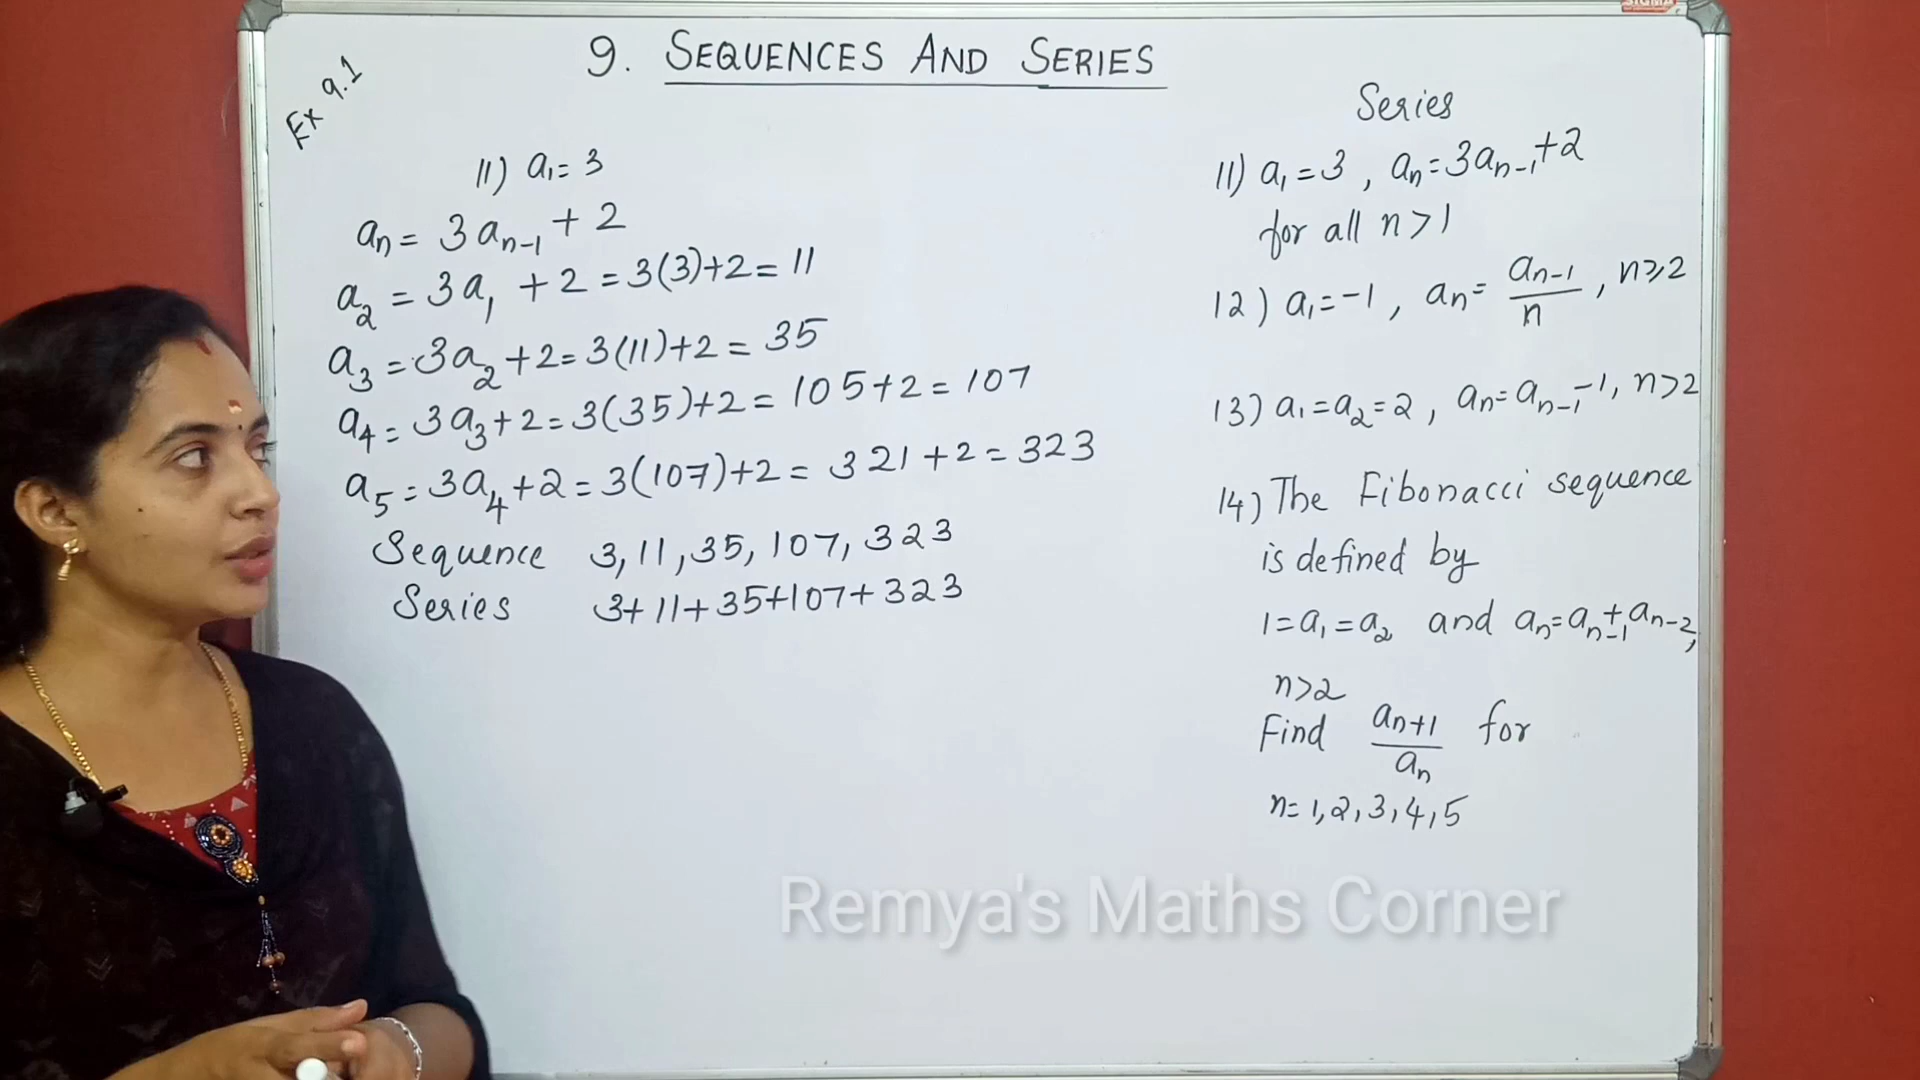 9. SEQUENCES AND SERIES
Ex 9.1
11) a₁ = 3
aₙ = 3aₙ₋₁ + 2
a₂ = 3a₁ + 2 = 3(3)+2 = 11
a₃ = 3a₂ + 2 = 3(11)+2 = 35
a₄ = 3a₃ + 2 = 3(35)+2 = 105+2 = 107
a₅ = 3a₄ + 2 = 3(107)+2 = 321+2 = 323
Sequence 3, 11, 35, 107, 323
Series 3+11+35+107+323
Series
11) a₁ = 3, aₙ = 3aₙ₋₁ + 2
for all n > 1
12) a₁ = -1, aₙ = aₙ₋₁/n, n ≥ 2
13) a₁ = a₂ = 2, aₙ = aₙ₋₁ - 1, n > 2
14) The Fibonacci sequence
is defined by
1 = a₁ = a₂ and aₙ = aₙ₋₁ + aₙ₋₂,
n > 2
Find aₙ₊₁/aₙ for
n = 1, 2, 3, 4, 5
Remya's Maths Corner